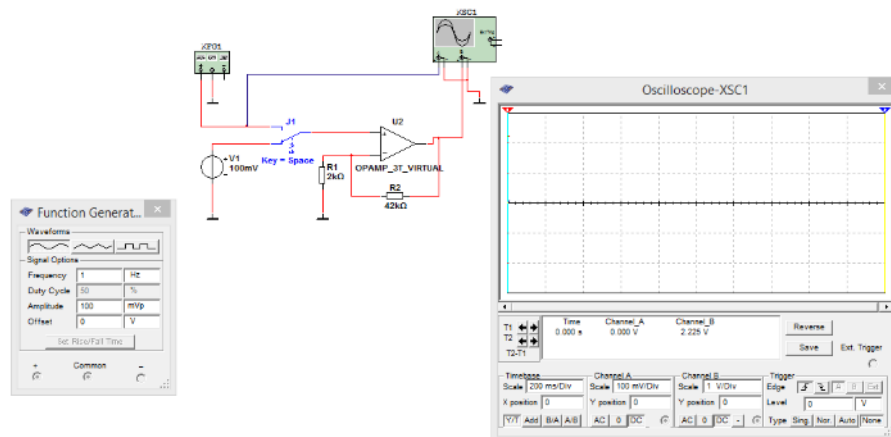 XSC1
XFG1
J1
Key = Space
V1
100mV
U2
OPAMP_3T_VIRTUAL
R1
2kΩ
R2
42kΩ
Function Generat...
Waveforms
Signal Options
Frequency 1 Hz
Duty Cycle 50 %
Amplitude 100 mVp
Offset 0 V
Set Rise/Fall Time
+ Common −
Oscilloscope-XSC1
Time Channel_A Channel_B
T1 0.000 s 0.000 V 2.225 V
T2
T2-T1
Reverse
Save
Ext. Trigger
Timebase Channel A Channel B Trigger
Scale 200 ms/Div Scale 100 mV/Div Scale 1 V/Div Edge A B Ext
X position 0 Y position 0 Y position 0 Level 0 V
Y/T Add B/A A/B AC 0 DC AC 0 DC - Type Sing. Nor. Auto None